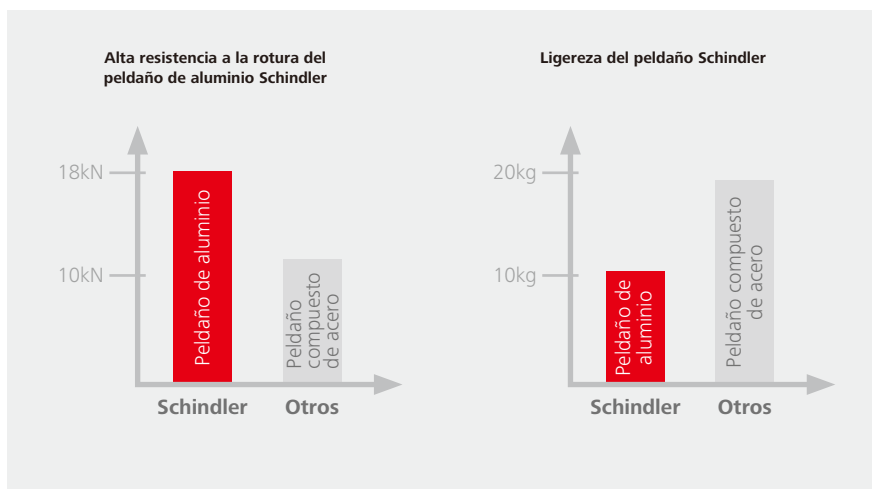 Alta resistencia a la rotura del
peldaño de aluminio Schindler
18kN
10kN
Peldaño de aluminio
Peldaño
compuesto
de acero
Schindler
Otros
Ligereza del peldaño Schindler
20kg
10kg
Peldaño de
aluminio
Peldaño compuesto
de acero
Schindler
Otros